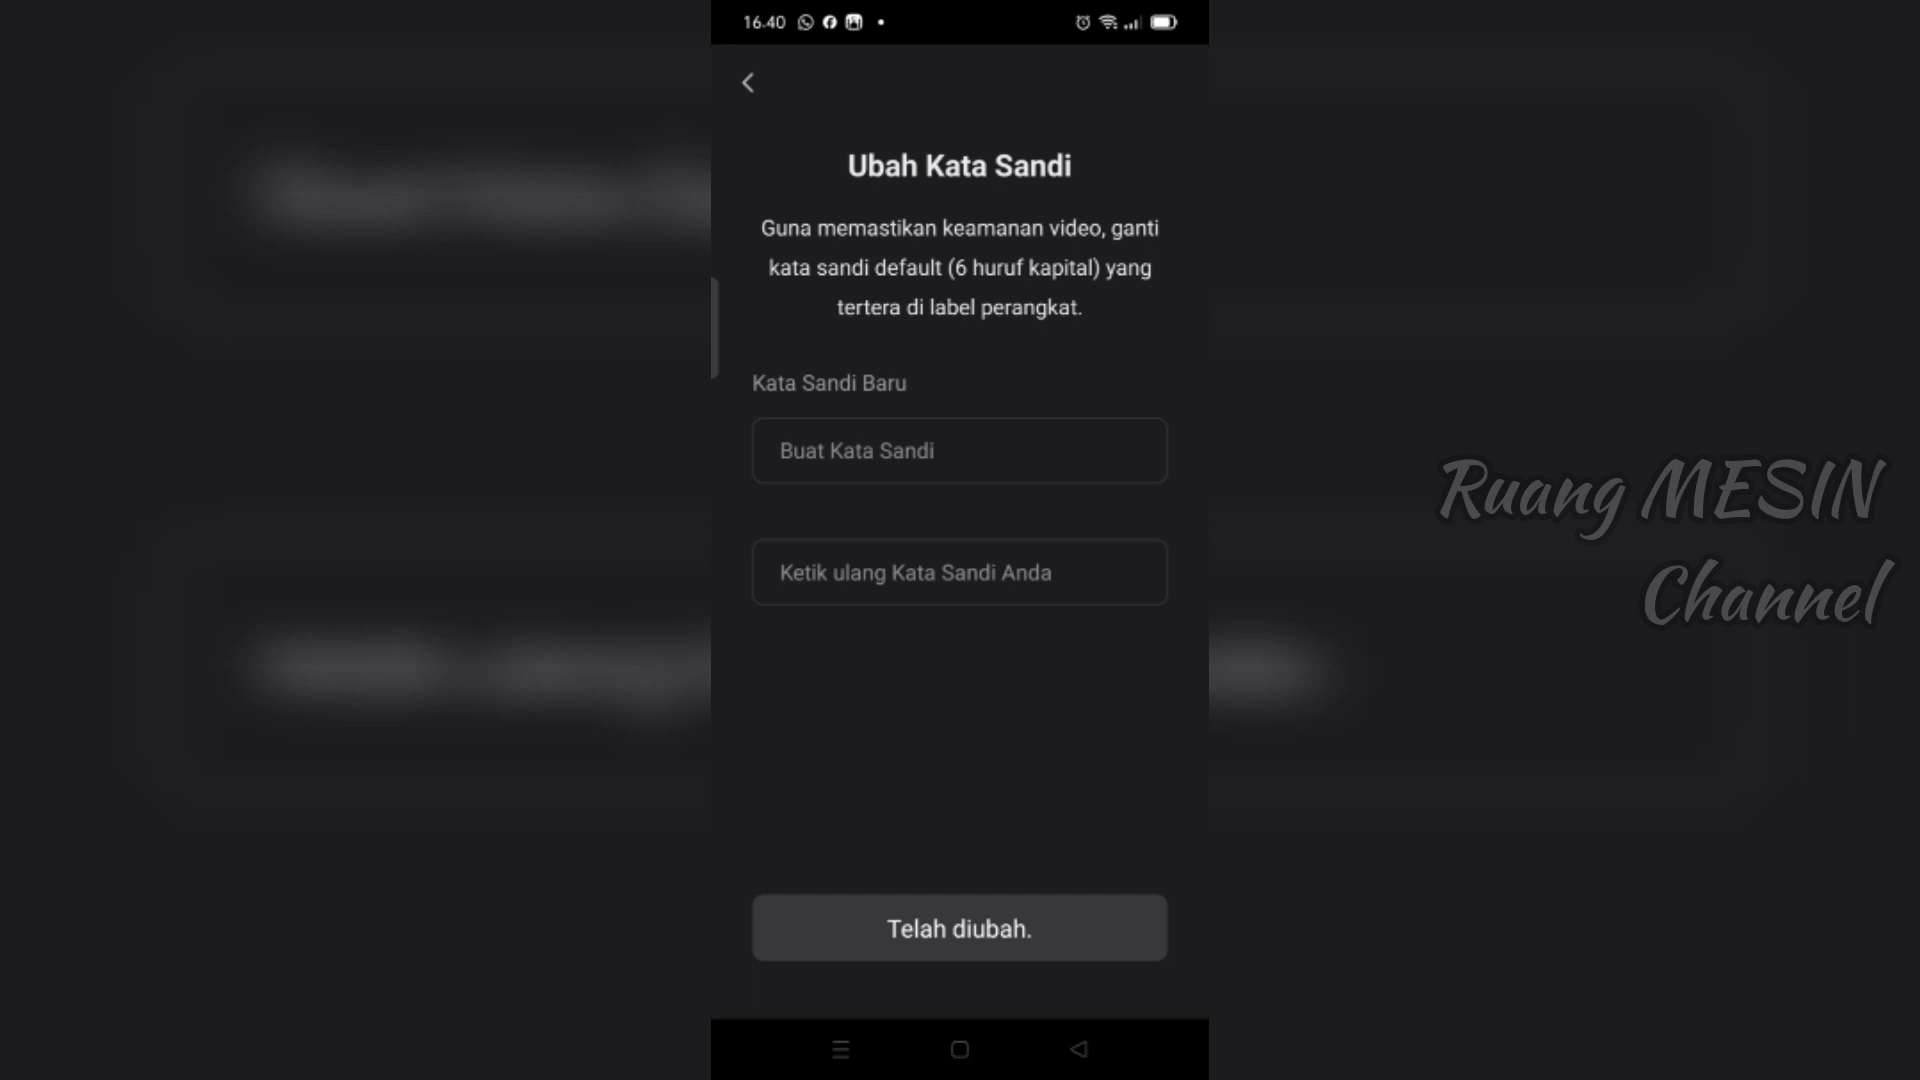 16.40
Ubah Kata Sandi
Guna memastikan keamanan video, ganti
kata sandi default (6 huruf kapital) yang
tertera di label perangkat.
Kata Sandi Baru
Buat Kata Sandi
Ketik ulang Kata Sandi Anda
Telah diubah.
Ruang MESIN
Channel